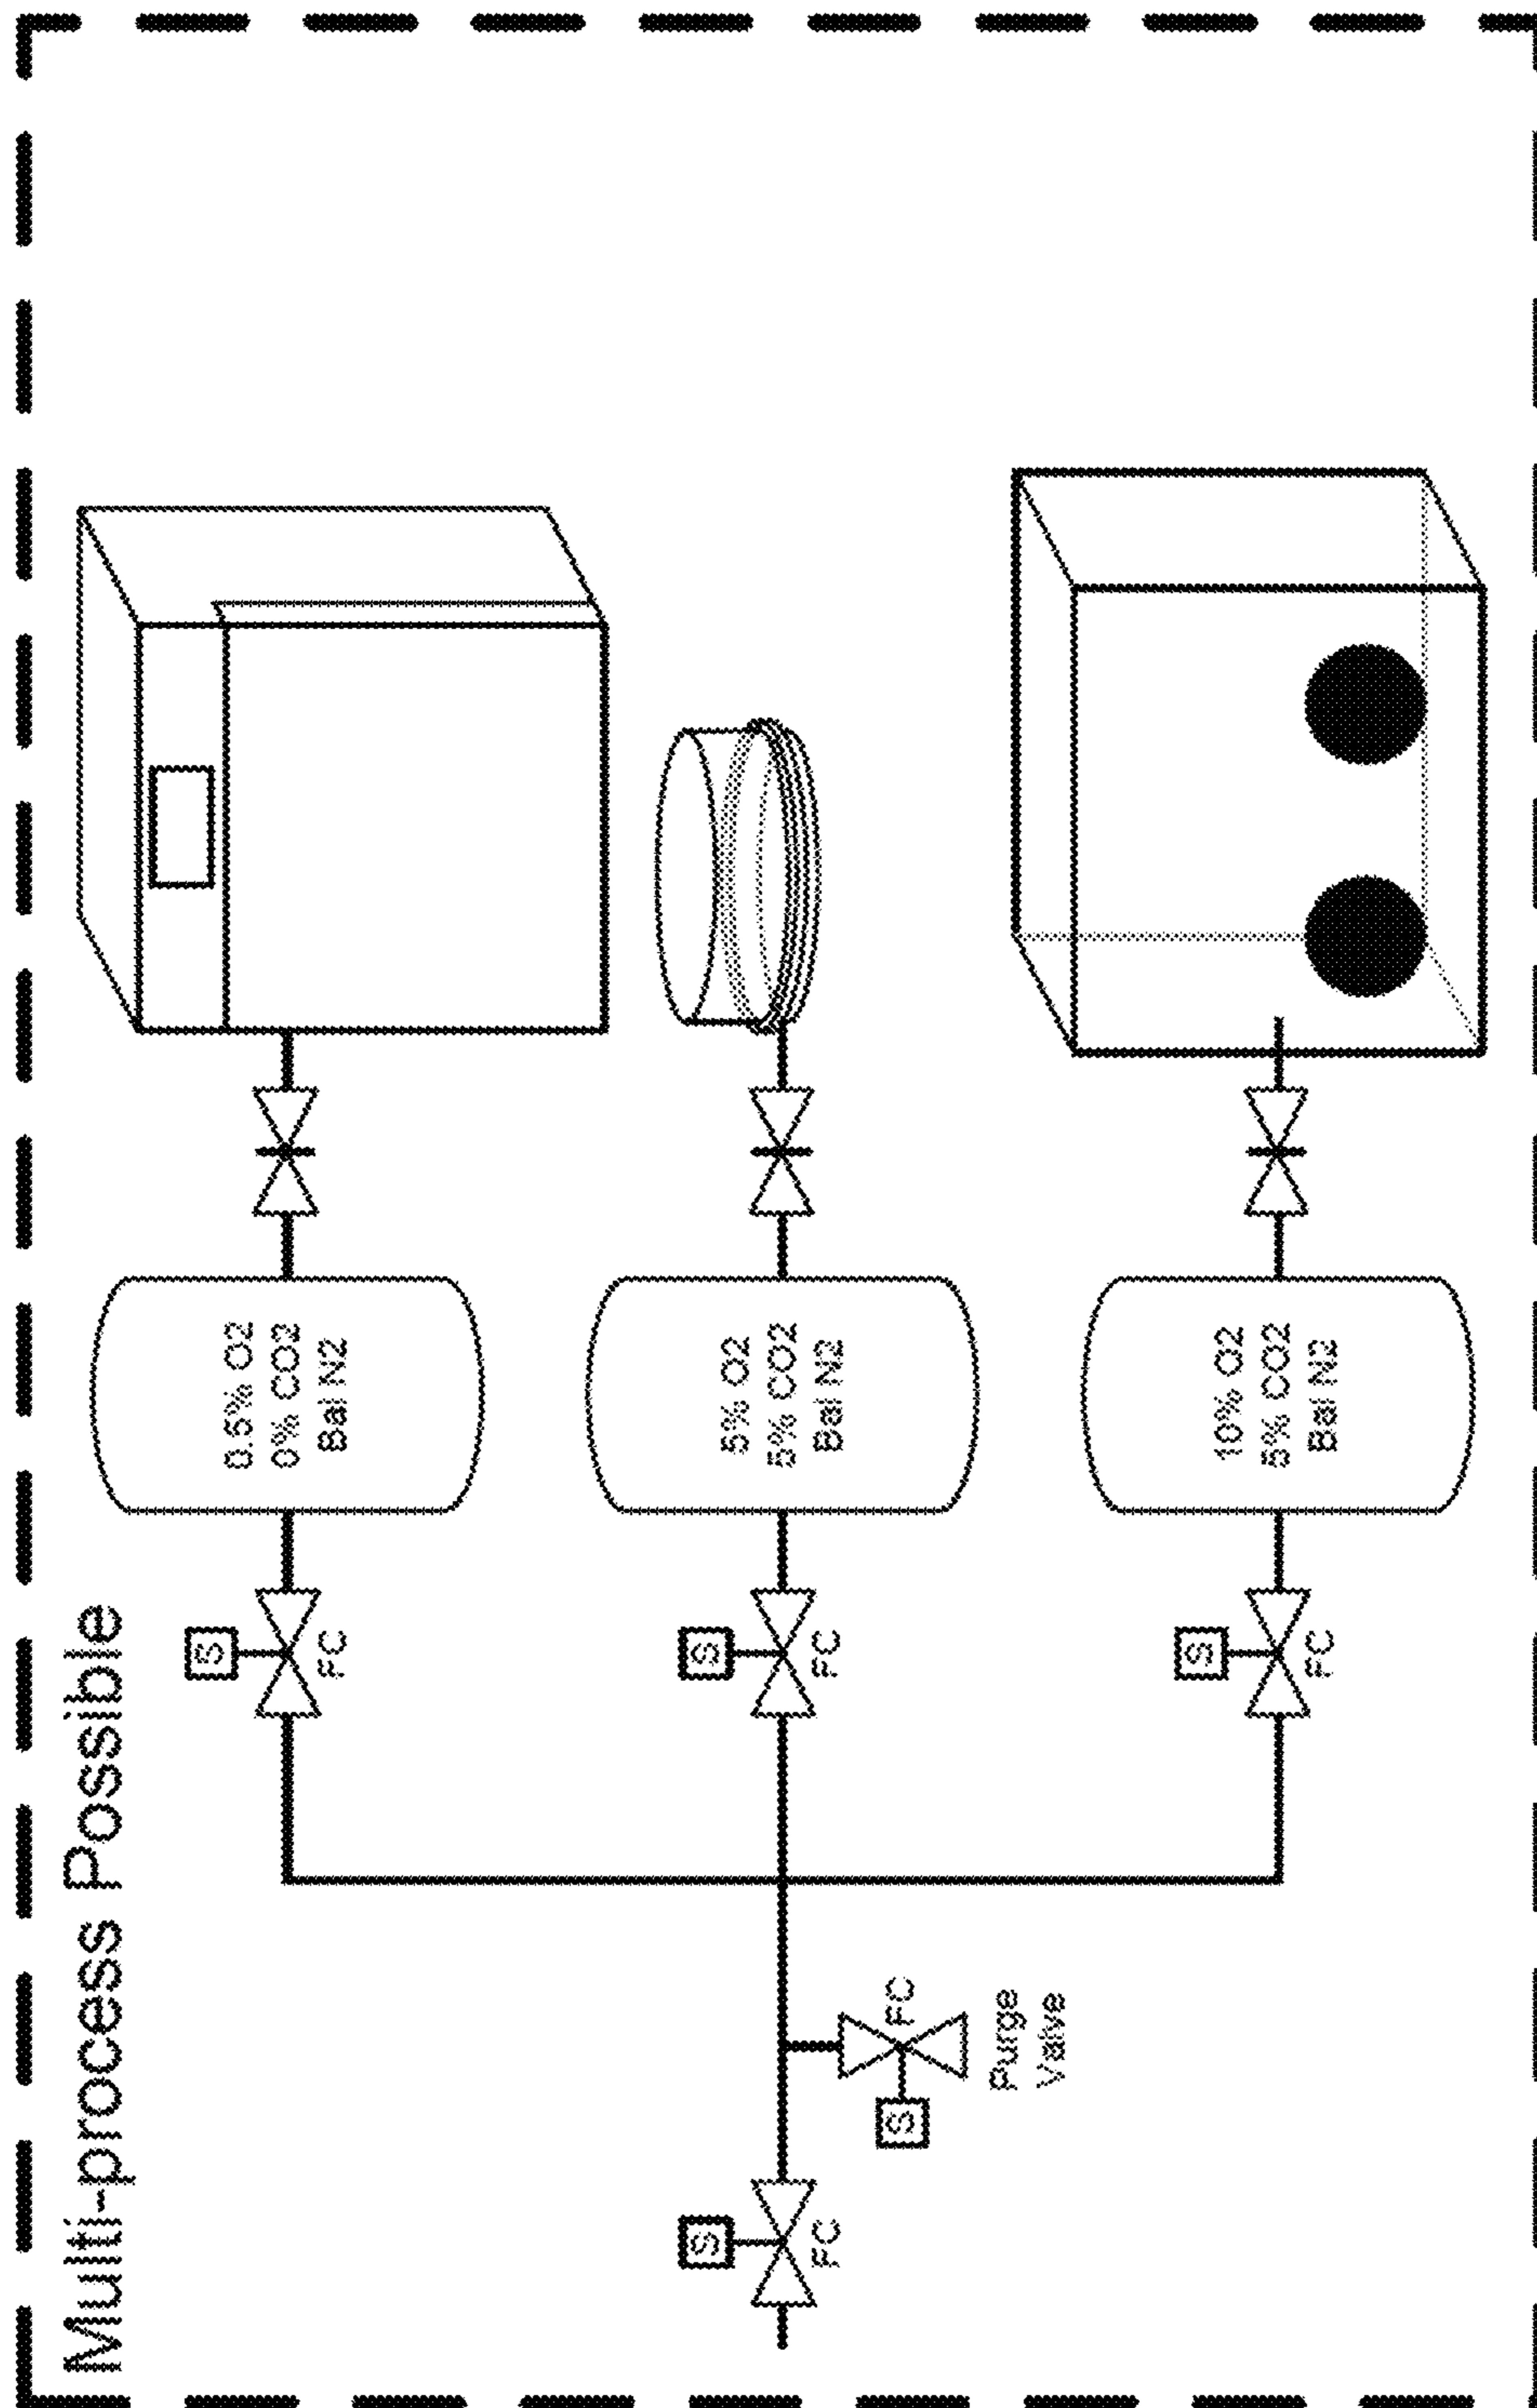 Multi-process Possible
S
FC
0.5% O2
0% CO2
Bal N2
S
FC
S
FC
5% O2
5% CO2
Bal N2
S
FC
Purge
Valve
S
FC
10% O2
5% CO2
Bal N2